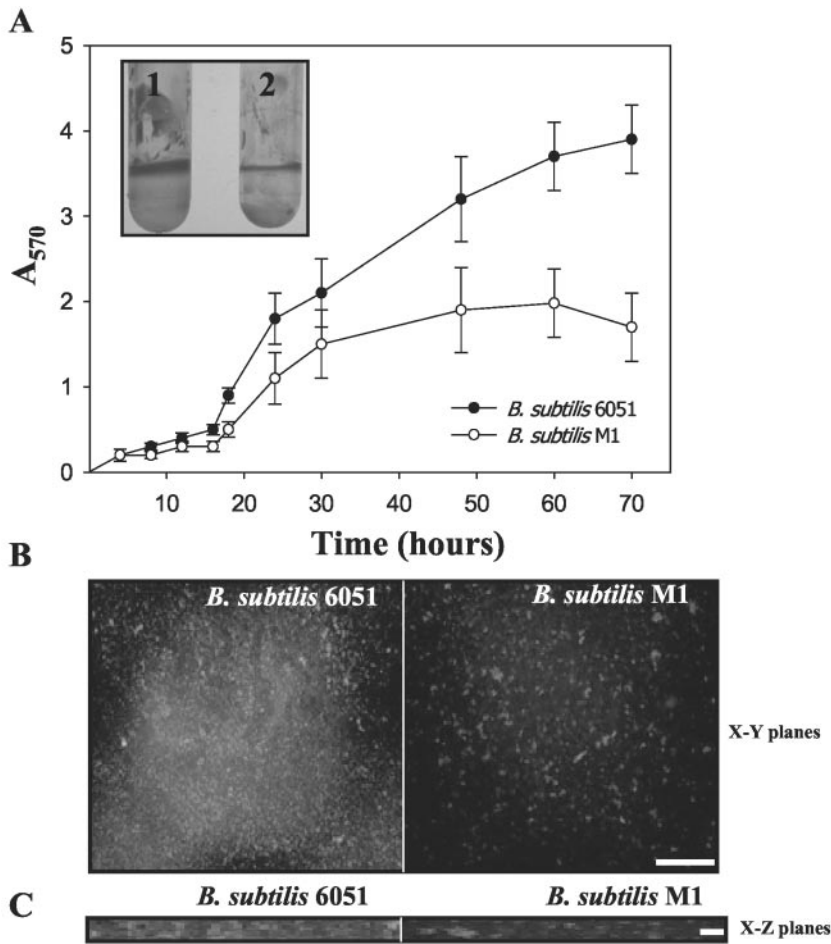 A
5
4
3
2
1
0
A570
1 2
B. subtilis 6051
B. subtilis M1
10 20 30 40 50 60 70
Time (hours)
B
B. subtilis 6051 B. subtilis M1
X-Y planes
C
B. subtilis 6051 B. subtilis M1
X-Z planes